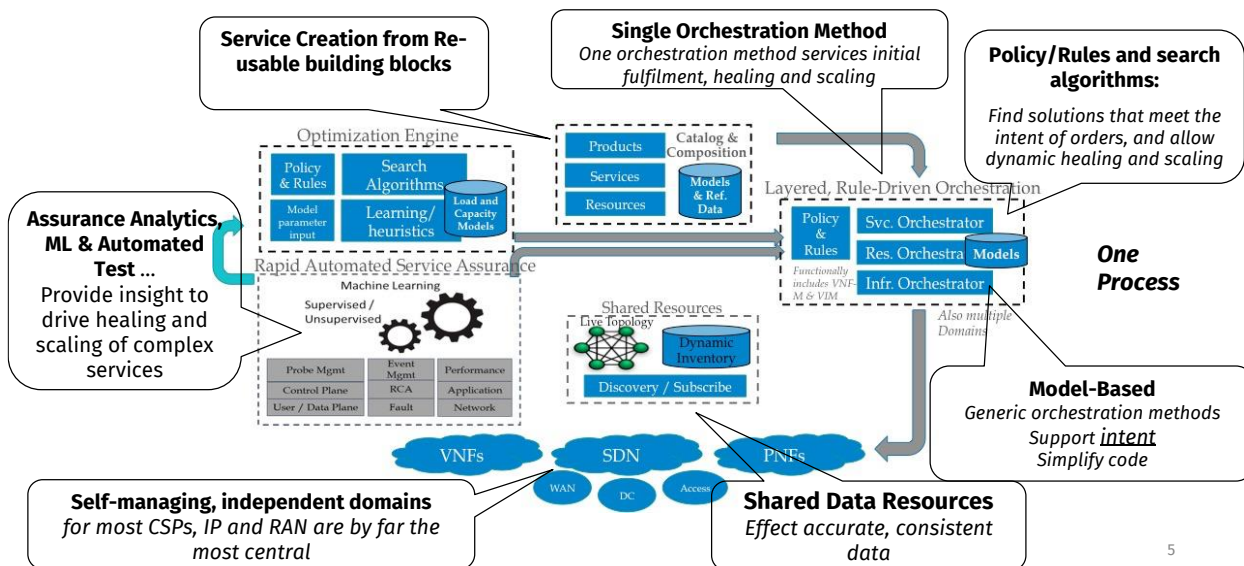 Service Creation from Re-
usable building blocks
Single Orchestration Method
One orchestration method services initial
fulfilment, healing and scaling
Policy/Rules and search
algorithms:
Find solutions that meet the
intent of orders, and allow
dynamic healing and scaling
Optimization Engine
Policy
& Rules
Search
Algorithms
Model
parameter
input
Learning/
heuristics
Load and
Capacity
Models
Products
Services
Resources
Catalog &
Composition
Models
& Ref.
Data
Layered, Rule-Driven Orchestration
Policy
&
Rules
Svc. Orchestrator
Res. Orchestra
Infr. Orchestrator
Models
Functionally
includes VNF-
M & VIM
Also multiple
Domains
One
Process
Assurance Analytics,
ML & Automated
Test ...
Provide insight to
drive healing and
scaling of complex
services
Rapid Automated Service Assurance
Machine Learning
Supervised /
Unsupervised
Probe Mgmt
Event
Mgmt
Performance
Control Plane
RCA
Application
User / Data Plane
Fault
Network
Shared Resources
Live Topology
Dynamic
Inventory
Discovery / Subscribe
Model-Based
Generic orchestration methods
Support intent
Simplify code
VNFs
SDN
PNFs
WAN
DC
Access
Self-managing, independent domains
for most CSPs, IP and RAN are by far the
most central
Shared Data Resources
Effect accurate, consistent
data
5